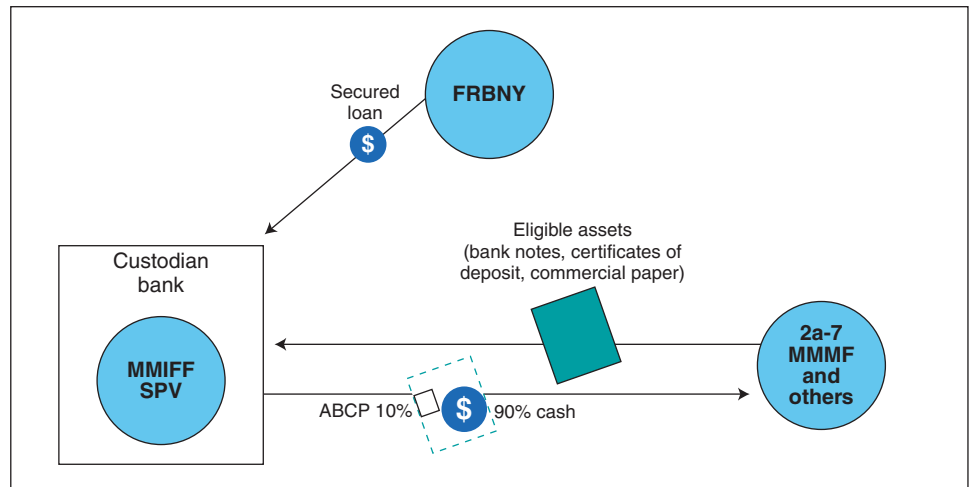 FRBNY
Secured
loan
$
Eligible assets
(bank notes, certificates of
deposit, commercial paper)
Custodian
bank
MMIFF
SPV
2a-7
MMMF
and
others
ABCP 10%
$
90% cash